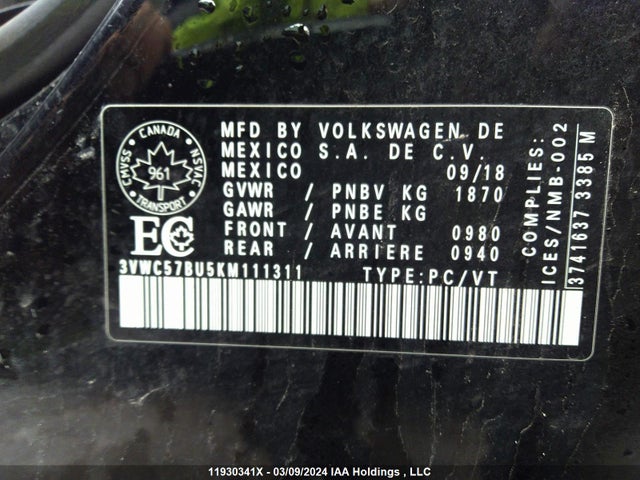 CANADA
CMVSS NSVAC
961
TRANSPORT
EC
MFD BY VOLKSWAGEN DE
MEXICO S.A. DE C.V.
MEXICO 09/18
GVWR / PNBV KG 1870
GAWR / PNBE KG
FRONT / AVANT 0980
REAR / ARRIERE 0940
3VWC57BU5KM111311 TYPE:PC/VT
COMPLIES:
ICES/NMB-002
3741637 3385 M
11930341X - 03/09/2024 IAA Holdings , LLC